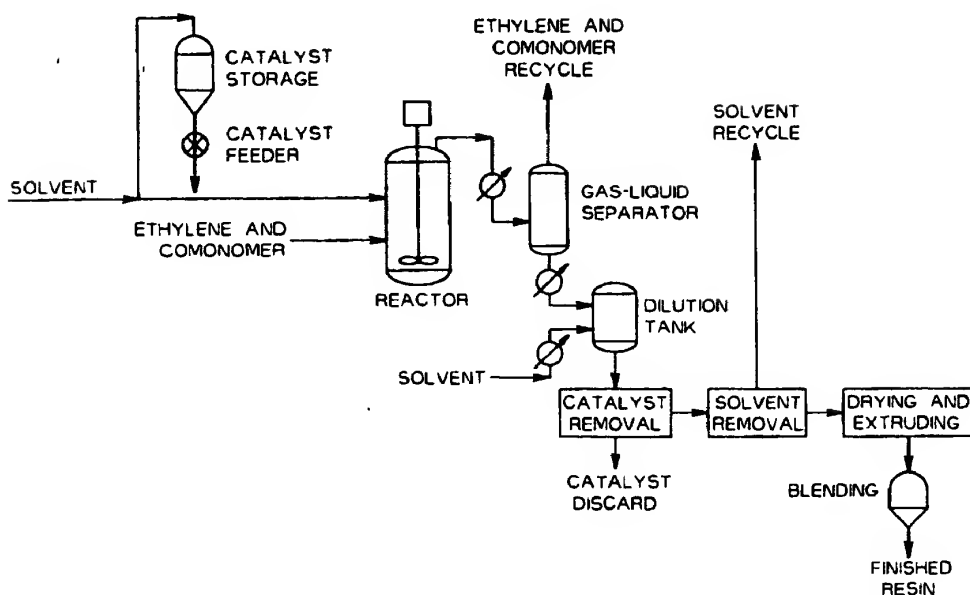 ETHYLENE AND
COMONOMER
RECYCLE
CATALYST
STORAGE
SOLVENT
RECYCLE
CATALYST
FEEDER
SOLVENT
GAS-LIQUID
SEPARATOR
ETHYLENE AND
COMONOMER
REACTOR
DILUTION
TANK
SOLVENT
CATALYST
REMOVAL
SOLVENT
REMOVAL
DRYING AND
EXTRUDING
CATALYST
DISCARD
BLENDING
FINISHED
RESIN